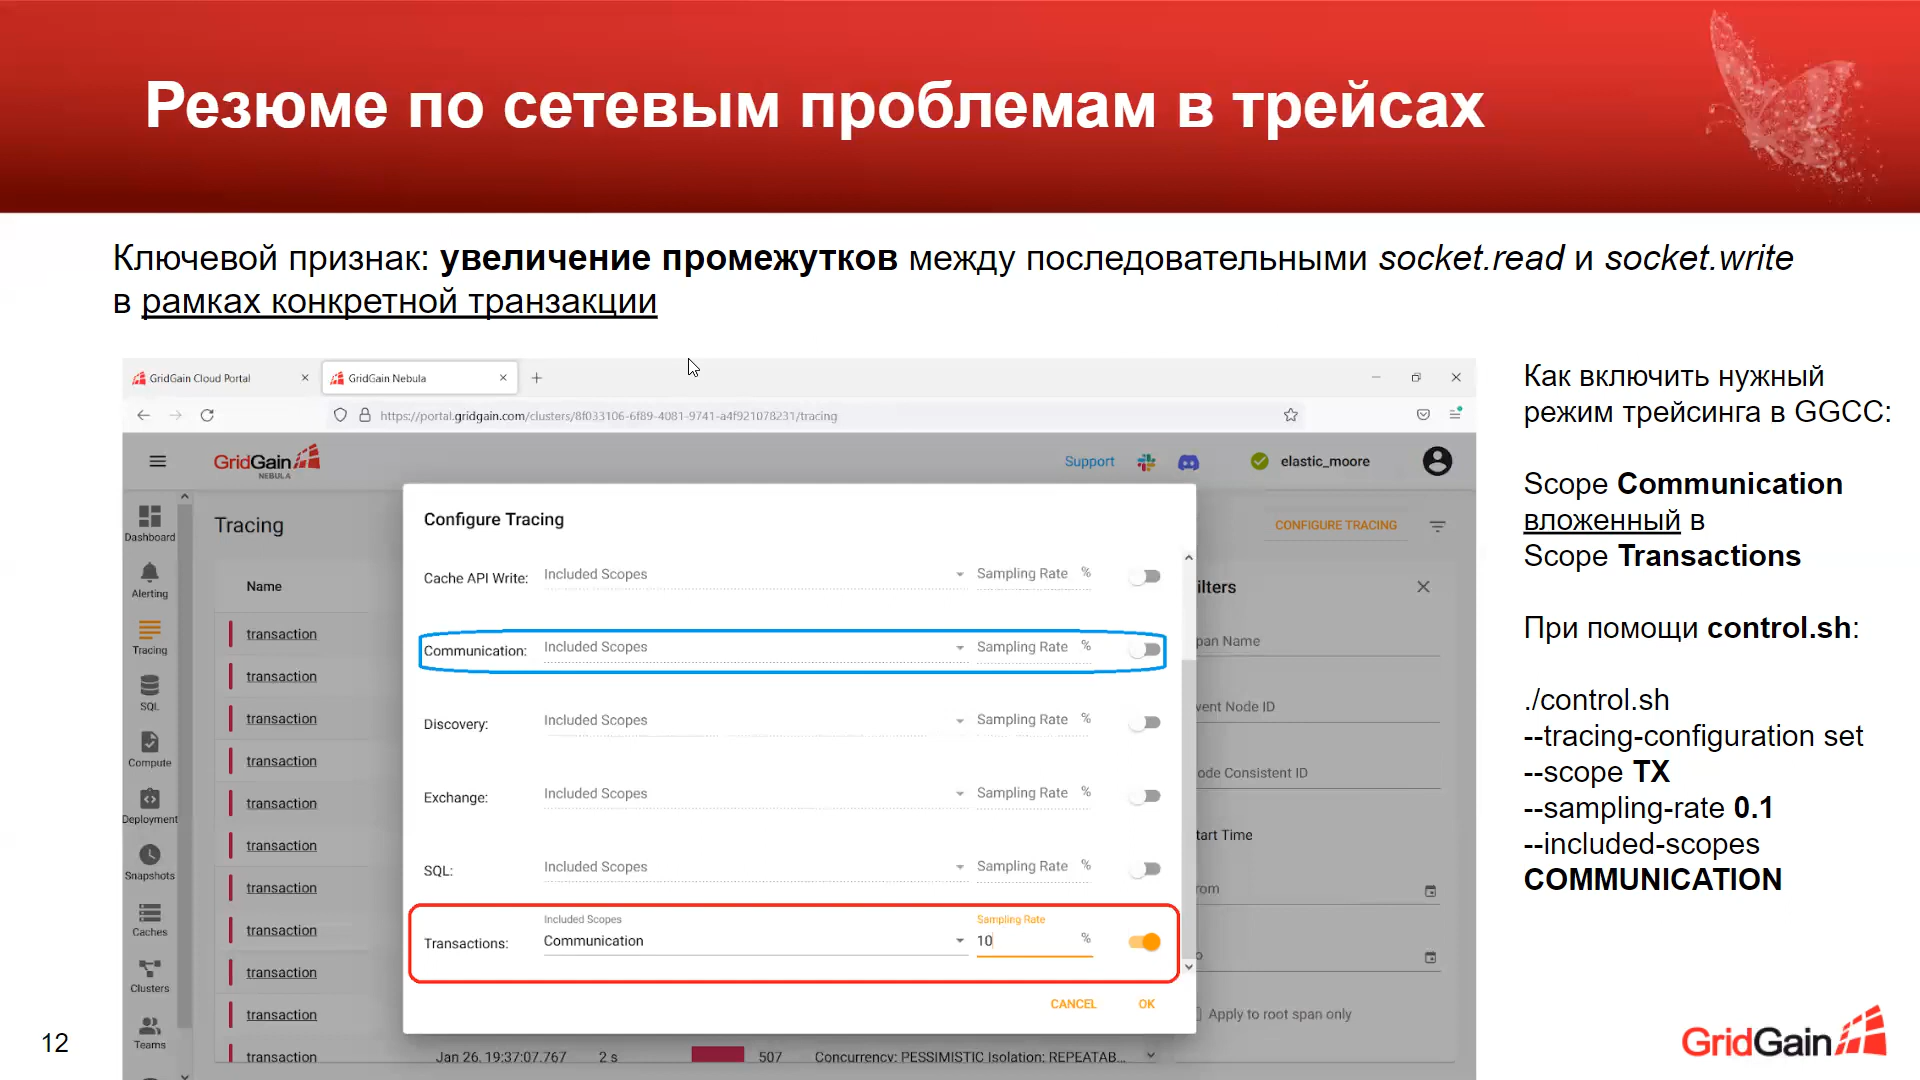 Резюме по сетевым проблемам в трейсах
Ключевой признак: увеличение промежутков между последовательными socket.read и socket.write
в рамках конкретной транзакции
GridGain Cloud Portal
GridGain Nebula
https://portal.gridgain.com/clusters/8f033106-6f89-4081-9741-a4f921078231/tracing
GridGain
NEBULA
Support
elastic_moore
Dashboard
Alerting
Tracing
SQL
Compute
Deployment
Snapshots
Caches
Clusters
Teams
Tracing
CONFIGURE TRACING
Name
transaction
transaction
transaction
transaction
transaction
transaction
transaction
transaction
transaction
transaction
transaction Jan 26, 19:37:07.767 2 s 507 Concurrency: PESSIMISTIC Isolation: REPEATAB...
Configure Tracing
Cache API Write: Included Scopes Sampling Rate %
Communication: Included Scopes Sampling Rate %
Discovery: Included Scopes Sampling Rate %
Exchange: Included Scopes Sampling Rate %
SQL: Included Scopes Sampling Rate %
Included Scopes Sampling Rate
Transactions: Communication 10 %
CANCEL OK
ilters
pan Name
vent Node ID
ode Consistent ID
tart Time
rom
o
Apply to root span only
Как включить нужный
режим трейсинга в GGCC:
Scope Communication
вложенный в
Scope Transactions
При помощи control.sh:
./control.sh
--tracing-configuration set
--scope TX
--sampling-rate 0.1
--included-scopes
COMMUNICATION
12
GridGain